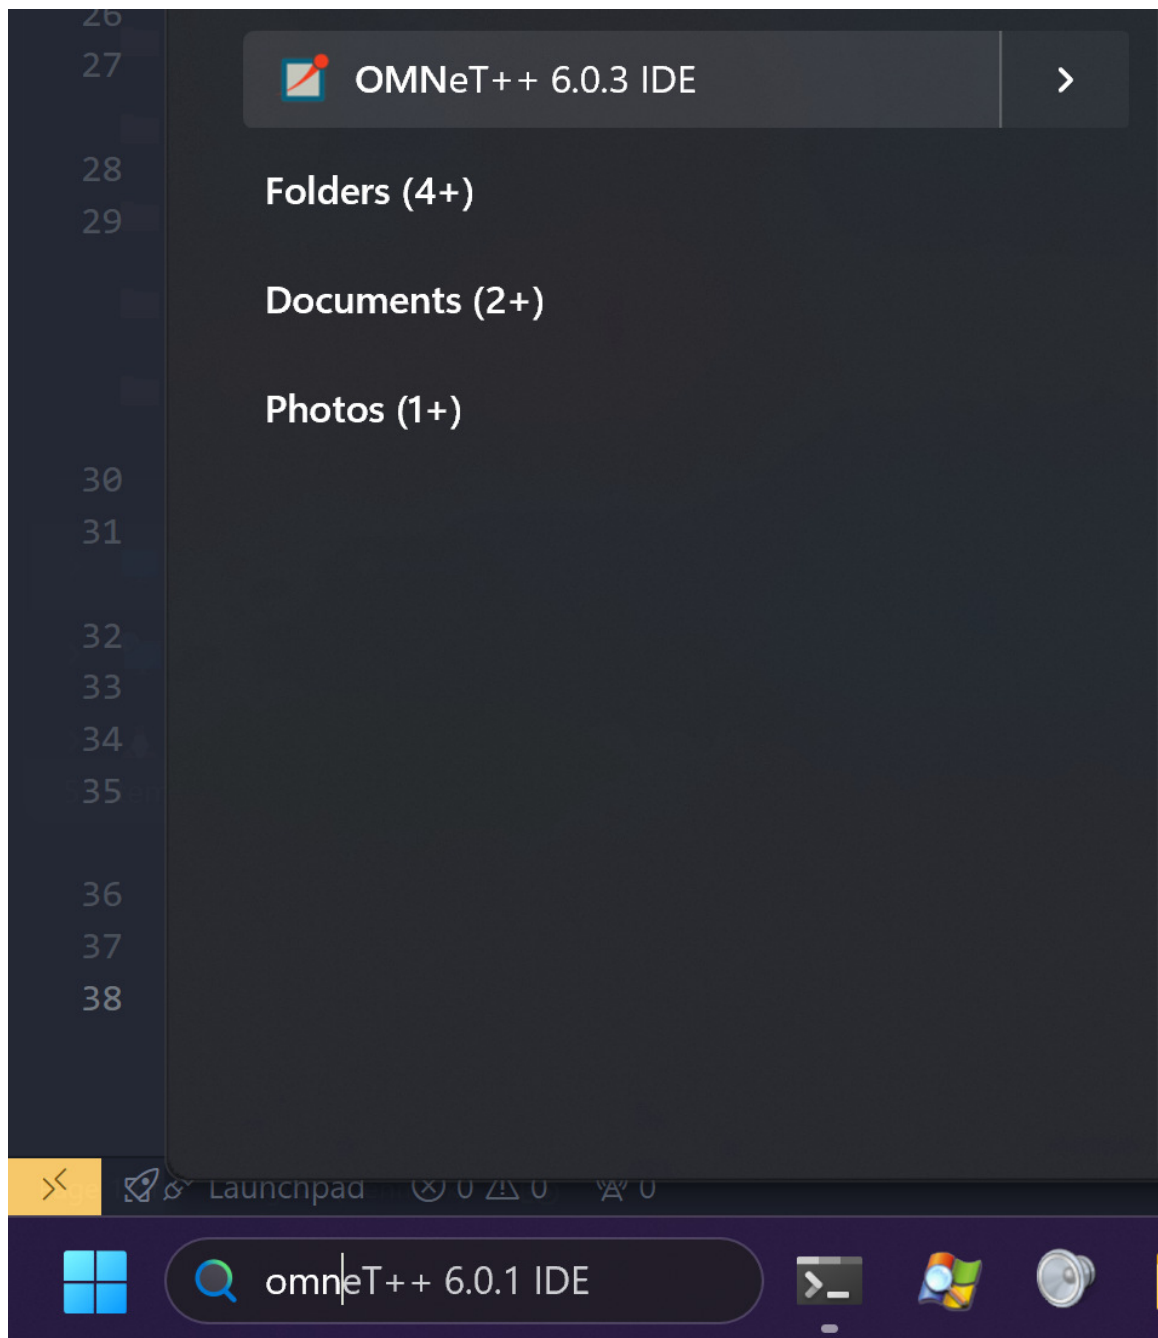 26
27
OMNeT++ 6.0.3 IDE
28
Folders (4+)
29
Documents (2+)
Photos (1+)
30
31
32
33
34
35
36
37
38
Launchpad 0 0 0
omneT++ 6.0.1 IDE